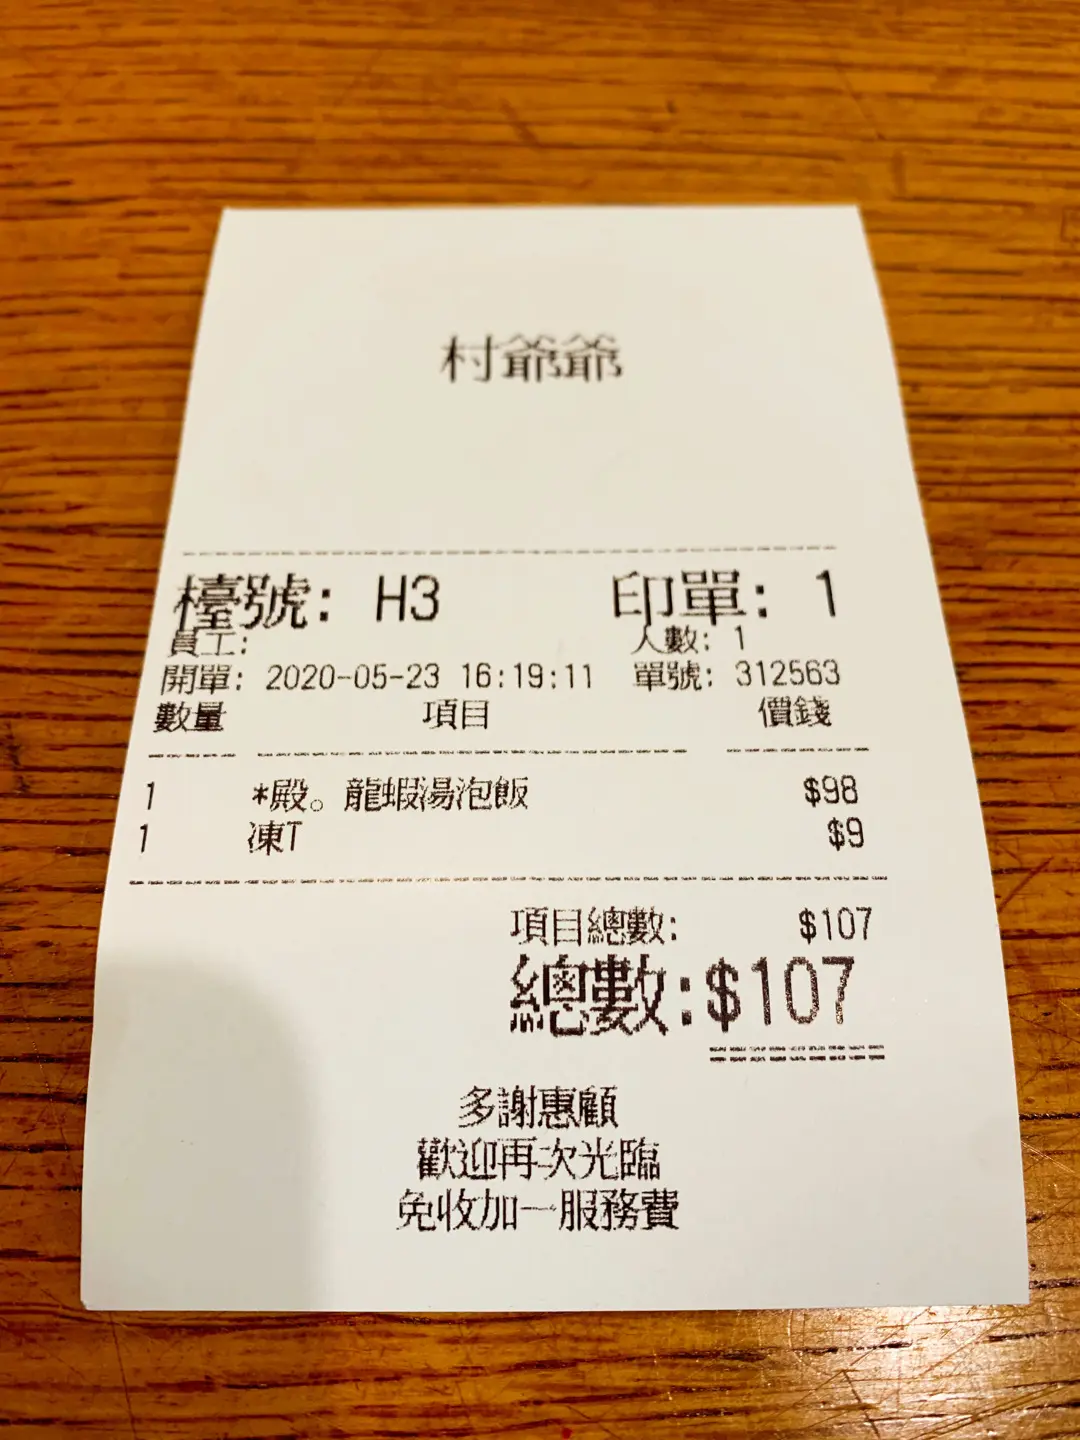 村爺爺
檯號: H3 印單: 1
員工: 人數: 1
開單: 2020-05-23 16:19:11 單號: 312563
數量 項目 價錢
1 *殿。龍蝦湯泡飯 $98
1 凍T $9
項目總數: $107
總數:$107
多謝惠顧
歡迎再次光臨
免收加一服務費